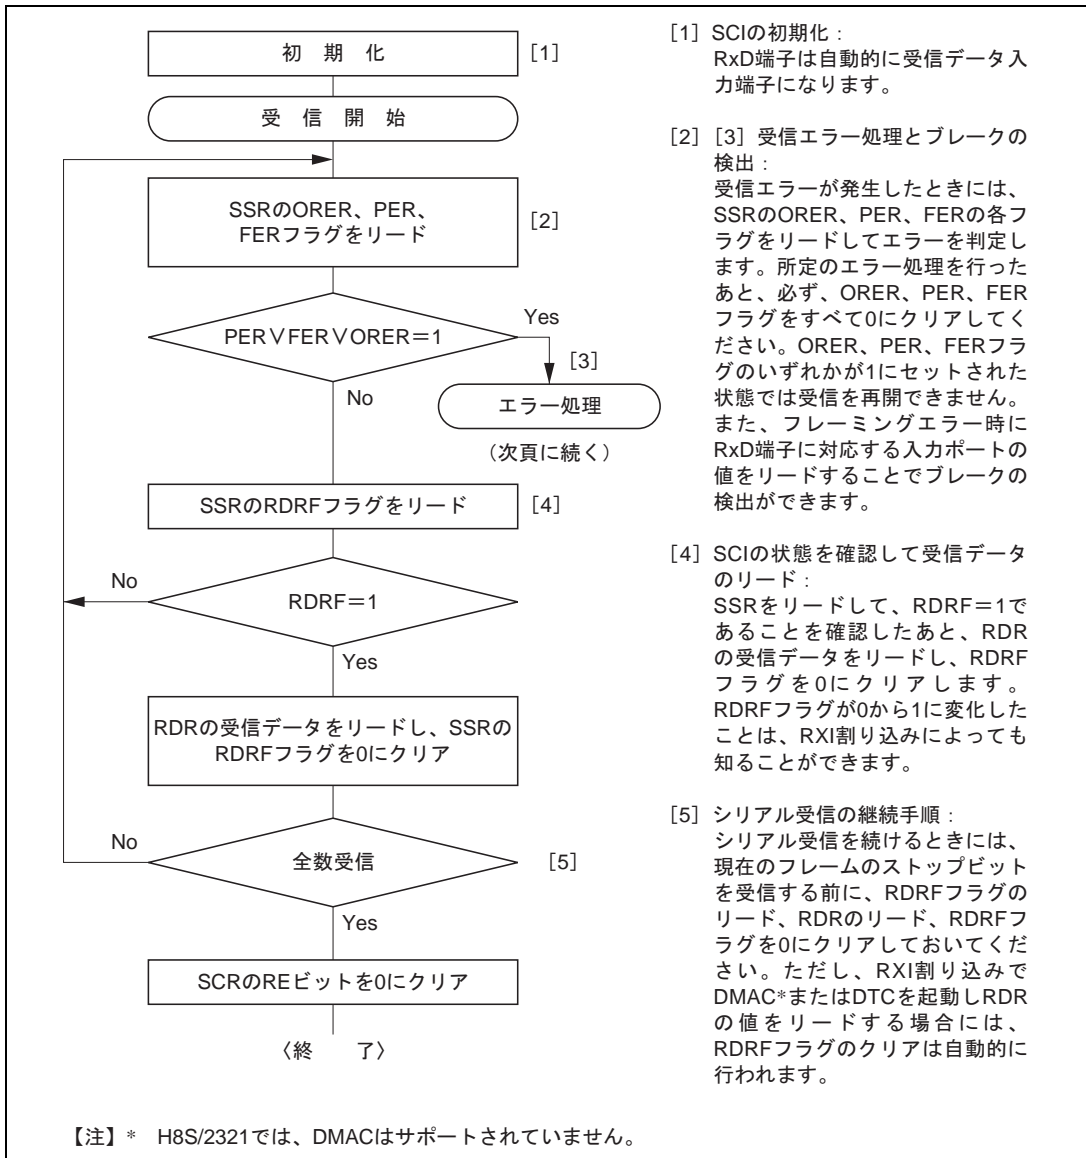 初 期 化 [1]
受 信 開 始
SSRのORER、PER、
FERフラグをリード [2]
PER∨FER∨ORER＝1
Yes
[3]
No
エラー処理
（次頁に続く）
SSRのRDRFフラグをリード [4]
No
RDRF＝1
Yes
RDRの受信データをリードし、SSRの
RDRFフラグを0にクリア
No
全数受信 [5]
Yes
SCRのREビットを0にクリア
〈終 了〉
[1] SCIの初期化：
RxD端子は自動的に受信データ入
力端子になります。
[2] [3] 受信エラー処理とブレークの
検出：
受信エラーが発生したときには、
SSRのORER、PER、FERの各フ
ラグをリードしてエラーを判定し
ます。所定のエラー処理を行った
あと、必ず、ORER、PER、FER
フラグをすべて0にクリアしてく
ださい。ORER、PER、FERフラ
グのいずれかが1にセットされた
状態では受信を再開できません。
また、フレーミングエラー時に
RxD端子に対応する入力ポートの
値をリードすることでブレークの
検出ができます。
[4] SCIの状態を確認して受信データ
のリード：
SSRをリードして、RDRF＝1で
あることを確認したあと、RDR
の受信データをリードし、RDRF
フラグを0にクリアします。
RDRFフラグが0から1に変化した
ことは、RXI割り込みによっても
知ることができます。
[5] シリアル受信の継続手順：
シリアル受信を続けるときには、
現在のフレームのストップビット
を受信する前に、RDRFフラグの
リード、RDRのリード、RDRFフ
ラグを0にクリアしておいてくだ
さい。ただし、RXI割り込みで
DMAC*またはDTCを起動しRDR
の値をリードする場合には、
RDRFフラグのクリアは自動的に
行われます。
【注】* H8S/2321では、DMACはサポートされていません。